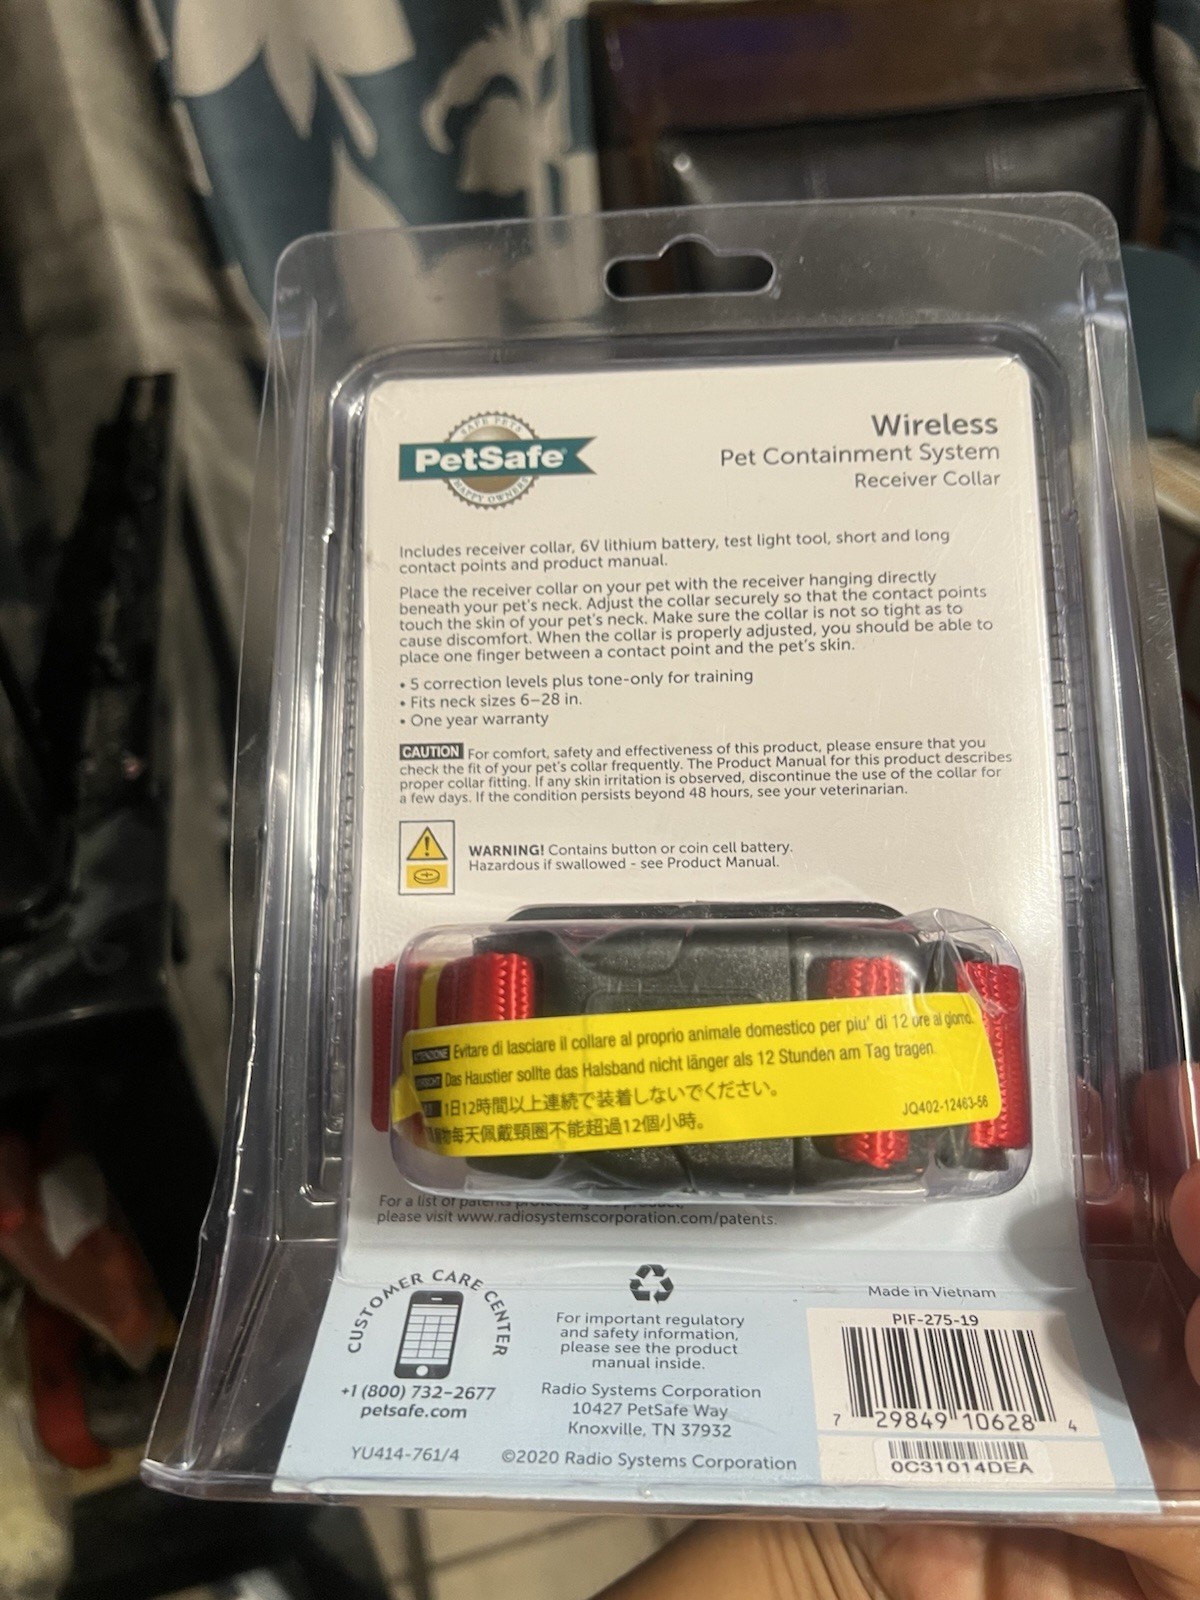 SAFE PETS
PetSafe®
HAPPY OWNERS
Wireless
Pet Containment System
Receiver Collar
Includes receiver collar, 6V lithium battery, test light tool, short and long
contact points and product manual.
Place the receiver collar on your pet with the receiver hanging directly
beneath your pet's neck. Adjust the collar securely so that the contact points
touch the skin of your pet's neck. Make sure the collar is not so tight as to
cause discomfort. When the collar is properly adjusted, you should be able to
place one finger between a contact point and the pet's skin.
• 5 correction levels plus tone-only for training
• Fits neck sizes 6–28 in.
• One year warranty
CAUTION For comfort, safety and effectiveness of this product, please ensure that you
check the fit of your pet's collar frequently. The Product Manual for this product describes
proper collar fitting. If any skin irritation is observed, discontinue the use of the collar for
a few days. If the condition persists beyond 48 hours, see your veterinarian.
WARNING! Contains button or coin cell battery.
Hazardous if swallowed - see Product Manual.
Evitare di lasciare il collare al proprio animale domestico per piu' di 12 ore al giorno.
Das Haustier sollte das Halsband nicht länger als 12 Stunden am Tag tragen
1日12時間以上連続で装着しないでください。
物每天佩戴頸圈不能超過12個小時。
JQ402-12463-56
For a list of patents protecting this product,
please visit www.radiosystemscorporation.com/patents.
CUSTOMER CARE CENTER
+1 (800) 732-2677
petsafe.com
YU414-761/4
For important regulatory
and safety information,
please see the product
manual inside.
Radio Systems Corporation
10427 PetSafe Way
Knoxville, TN 37932
©2020 Radio Systems Corporation
Made in Vietnam
PIF-275-19
7 29849 10628 4
0C31014DEA